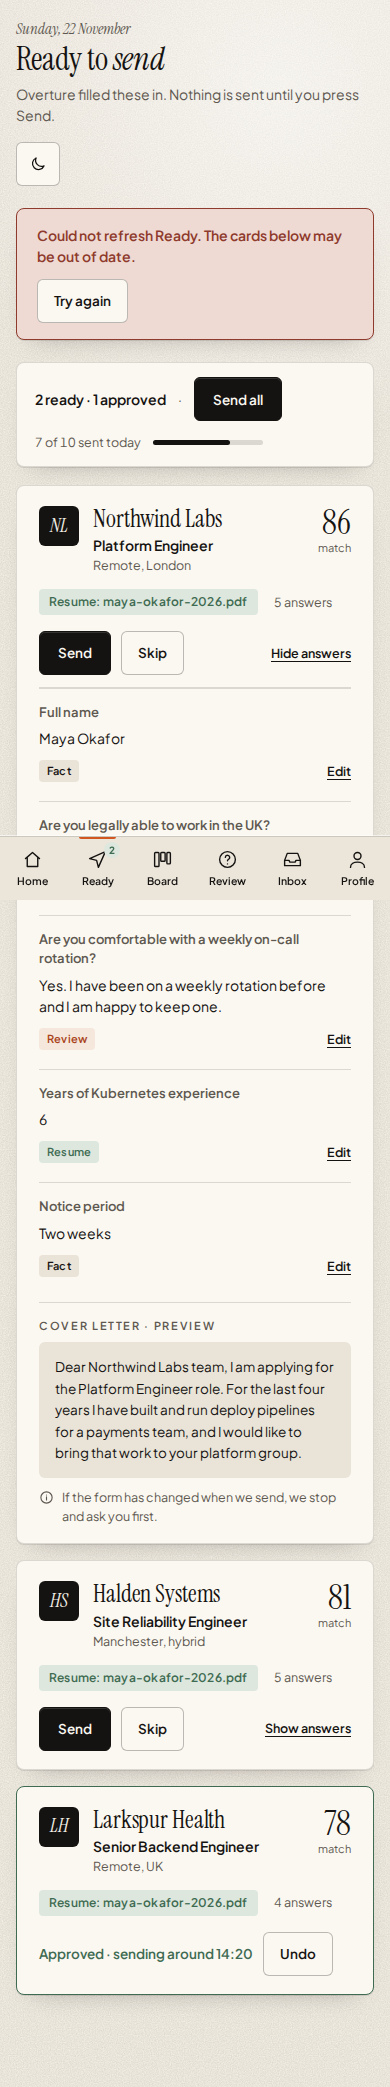 Sunday, 22 November
Ready to send
Overture filled these in. Nothing is sent until you press
Send.
Could not refresh Ready. The cards below may
be out of date.
Try again
2 ready · 1 approved · Send all
7 of 10 sent today
NL
Northwind Labs
86
Platform Engineer
match
Remote, London
Resume: maya-okafor-2026.pdf 5 answers
Send Skip Hide answers
Full name
Maya Okafor
Fact Edit
Are you legally able to work in the UK?
2
Home Ready Board Review Inbox Profile
Are you comfortable with a weekly on-call
rotation?
Yes. I have been on a weekly rotation before
and I am happy to keep one.
Review Edit
Years of Kubernetes experience
6
Resume Edit
Notice period
Two weeks
Fact Edit
COVER LETTER · PREVIEW
Dear Northwind Labs team, I am applying for
the Platform Engineer role. For the last four
years I have built and run deploy pipelines
for a payments team, and I would like to
bring that work to your platform group.
If the form has changed when we send, we stop
and ask you first.
HS
Halden Systems
81
Site Reliability Engineer
match
Manchester, hybrid
Resume: maya-okafor-2026.pdf 5 answers
Send Skip Show answers
LH
Larkspur Health
78
Senior Backend Engineer
match
Remote, UK
Resume: maya-okafor-2026.pdf 4 answers
Approved · sending around 14:20 Undo